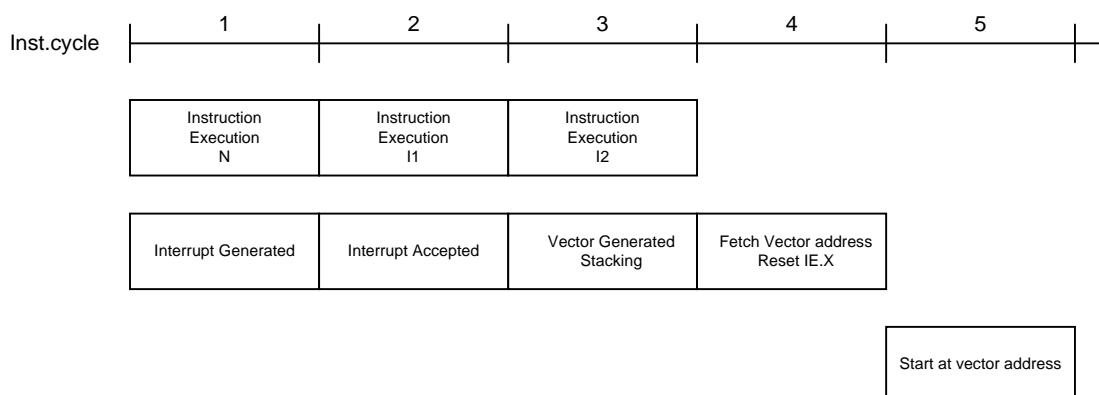 1 2 3 4 5
Inst.cycle
Instruction
Execution
N
Instruction
Execution
I1
Instruction
Execution
I2
Interrupt Generated
Interrupt Accepted
Vector Generated
Stacking
Fetch Vector address
Reset IE.X
Start at vector address